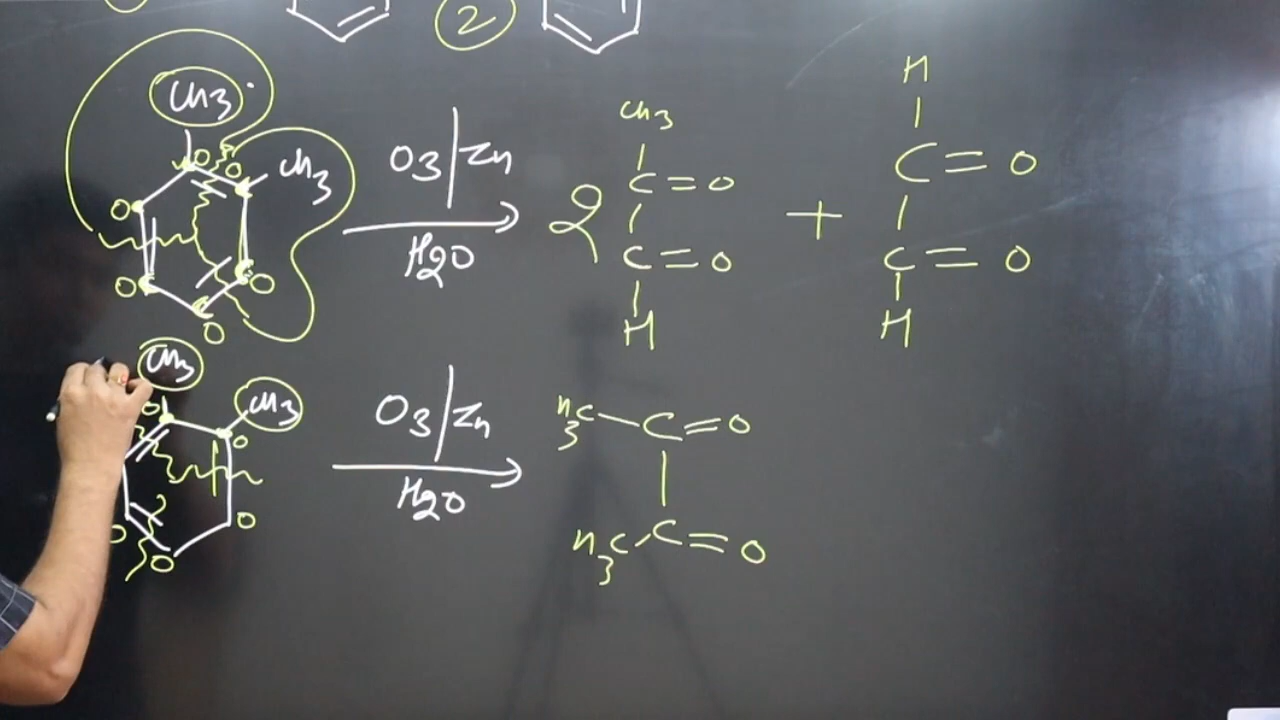 2
CH3
CH3
O O
O
O
O
O
O3/Zn
H2O
2
CH3
C=O
C=O
H
+
H
C=O
C=O
H
CH3
CH3
O
O
O
O
O
O3/Zn
H2O
H3C-C=O
H3C-C=O